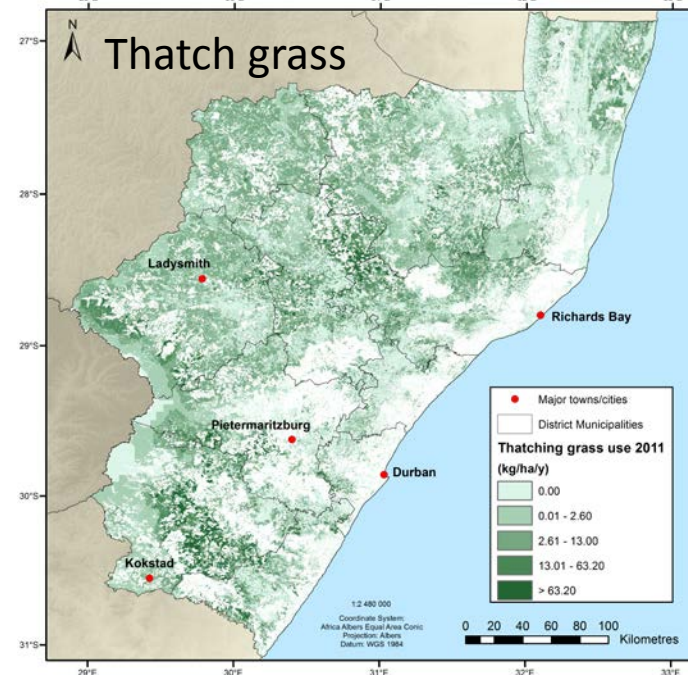 N
Thatch grass
27°S
28°S
29°S
30°S
31°S
Ladysmith
Richards Bay
Pietermaritzburg
Durban
Kokstad
Major towns/cities
District Municipalities
Thatching grass use 2011
(kg/ha/y)
0.00
0.01 - 2.60
2.61 - 13.00
13.01 - 63.20
> 63.20
1:2 480 000
Coordinate System:
Africa Albers Equal Area Conic
Projection: Albers
Datum: WGS 1984
0 20 40 60 80 100
Kilometres
29°E 30°E 31°E 32°E 33°E